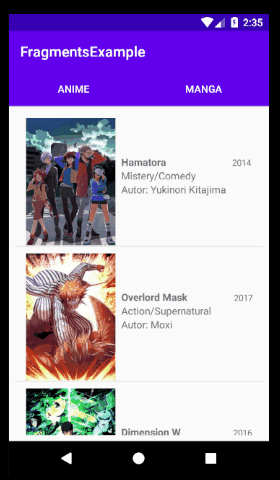 2:35
FragmentsExample
ANIME MANGA
Hamatora 2014
Mistery/Comedy
Autor: Yukinori Kitajima
Overlord Mask 2017
Action/Supernatural
Autor: Moxi
Dimension W 2016